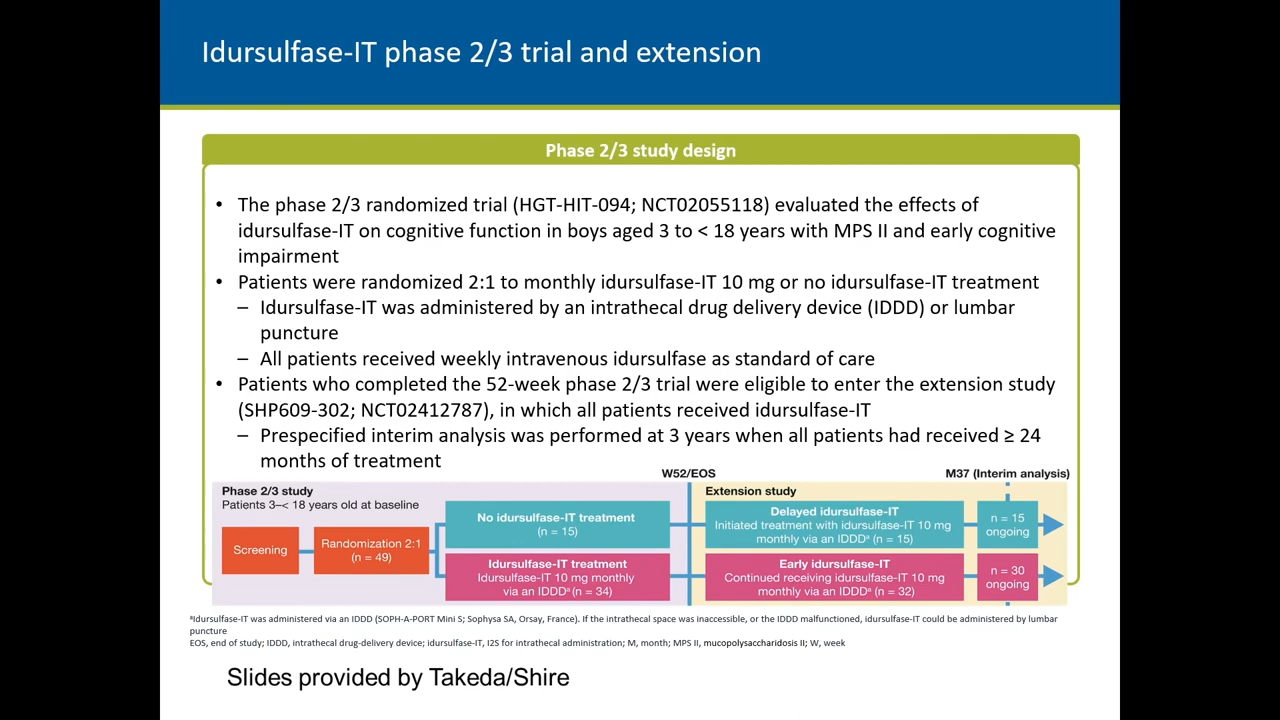 Idursulfase-IT phase 2/3 trial and extension
Phase 2/3 study design
• The phase 2/3 randomized trial (HGT-HIT-094; NCT02055118) evaluated the effects of
idursulfase-IT on cognitive function in boys aged 3 to < 18 years with MPS II and early cognitive
impairment
• Patients were randomized 2:1 to monthly idursulfase-IT 10 mg or no idursulfase-IT treatment
– Idursulfase-IT was administered by an intrathecal drug delivery device (IDDD) or lumbar
puncture
– All patients received weekly intravenous idursulfase as standard of care
• Patients who completed the 52-week phase 2/3 trial were eligible to enter the extension study
(SHP609-302; NCT02412787), in which all patients received idursulfase-IT
– Prespecified interim analysis was performed at 3 years when all patients had received ≥ 24
months of treatment
W52/EOS
M37 (Interim analysis)
Phase 2/3 study
Patients 3–< 18 years old at baseline
Screening
Randomization 2:1
(n = 49)
No idursulfase-IT treatment
(n = 15)
Idursulfase-IT treatment
Idursulfase-IT 10 mg monthly
via an IDDDᵃ (n = 34)
Extension study
Delayed idursulfase-IT
Initiated treatment with idursulfase-IT 10 mg
monthly via an IDDDᵃ (n = 15)
n = 15
ongoing
Early idursulfase-IT
Continued receiving idursulfase-IT 10 mg
monthly via an IDDDᵃ (n = 32)
n = 30
ongoing
ᵃIdursulfase-IT was administered via an IDDD (SOPH-A-PORT Mini S; Sophysa SA, Orsay, France). If the intrathecal space was inaccessible, or the IDDD malfunctioned, idursulfase-IT could be administered by lumbar
puncture
EOS, end of study; IDDD, intrathecal drug-delivery device; idursulfase-IT, I2S for intrathecal administration; M, month; MPS II, mucopolysaccharidosis II; W, week
Slides provided by Takeda/Shire